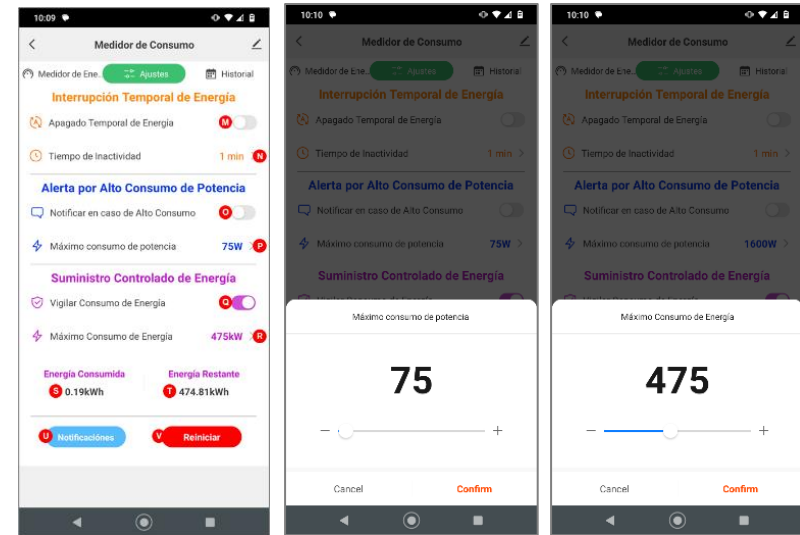 10:09
Medidor de Consumo
Medidor de Ene.. Ajustes Historial
Interrupción Temporal de Energía
Apagado Temporal de Energía M
Tiempo de Inactividad 1 min N
Alerta por Alto Consumo de Potencia
Notificar en caso de Alto Consumo O
Máximo consumo de potencia 75W P
Suministro Controlado de Energía
Vigilar Consumo de Energía Q
Máximo Consumo de Energia 475kW R
Energía Consumida Energía Restante
S 0.19kWh T 474.81kWh
U Notificaciónes V Reiniciar
10:10
Medidor de Consumo
Medidor de Ene.. Ajustes Historial
Interrupción Temporal de Energía
Apagado Temporal de Energía
Tiempo de Inactividad 1 min
Alerta por Alto Consumo de Potencia
Notificar en caso de Alto Consumo
Máximo consumo de potencia 75W
Suministro Controlado de Energía
Máximo consumo de potencia
75
− +
Cancel Confirm
10:10
Medidor de Consumo
Medidor de Ene.. Ajustes Historial
Interrupción Temporal de Energía
Apagado Temporal de Energía
Tiempo de Inactividad 1 min
Alerta por Alto Consumo de Potencia
Notificar en caso de Alto Consumo
Máximo consumo de potencia 1600W
Suministro Controlado de Energía
Máximo Consumo de Energía
475
− +
Cancel Confirm